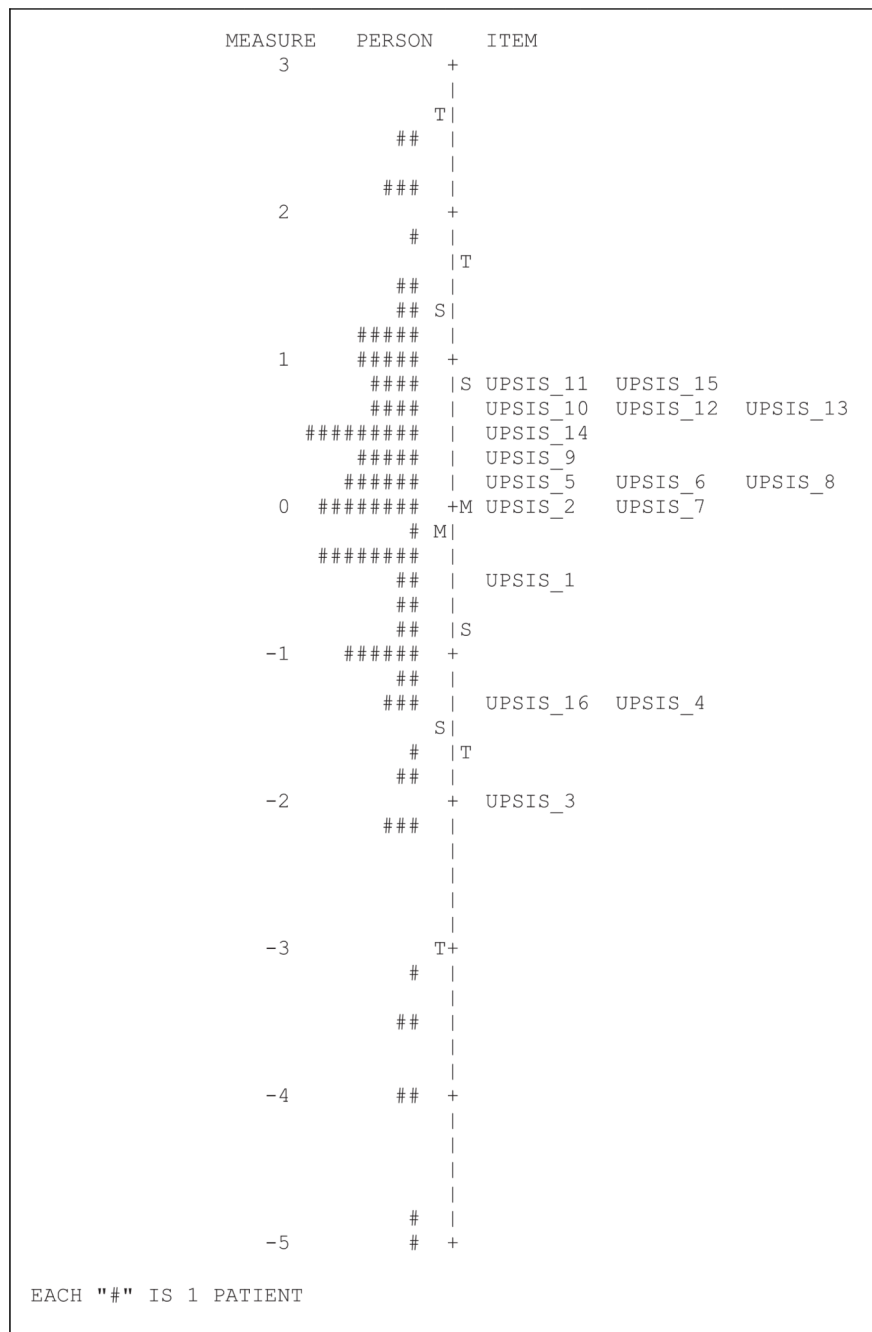 MEASURE PERSON ITEM
3 +
|
T|
## |
|
### |
2 +
# |
|T
## |
## S|
##### |
##### +
1
#### |S UPSIS_11 UPSIS_15
#### | UPSIS_10 UPSIS_12 UPSIS_13
######### | UPSIS_14
##### | UPSIS_9
###### | UPSIS_5 UPSIS_6 UPSIS_8
0 ######## +M UPSIS_2 UPSIS_7
# M|
######## |
## | UPSIS_1
## |
## |S
-1 ###### +
## |
### | UPSIS_16 UPSIS_4
S|
# |T
## |
-2 + UPSIS_3
### |
|
|
|
|
-3 T+
# |
|
## |
|
|
-4 ## +
|
|
|
|
# |
-5 # +
EACH "#" IS 1 PATIENT